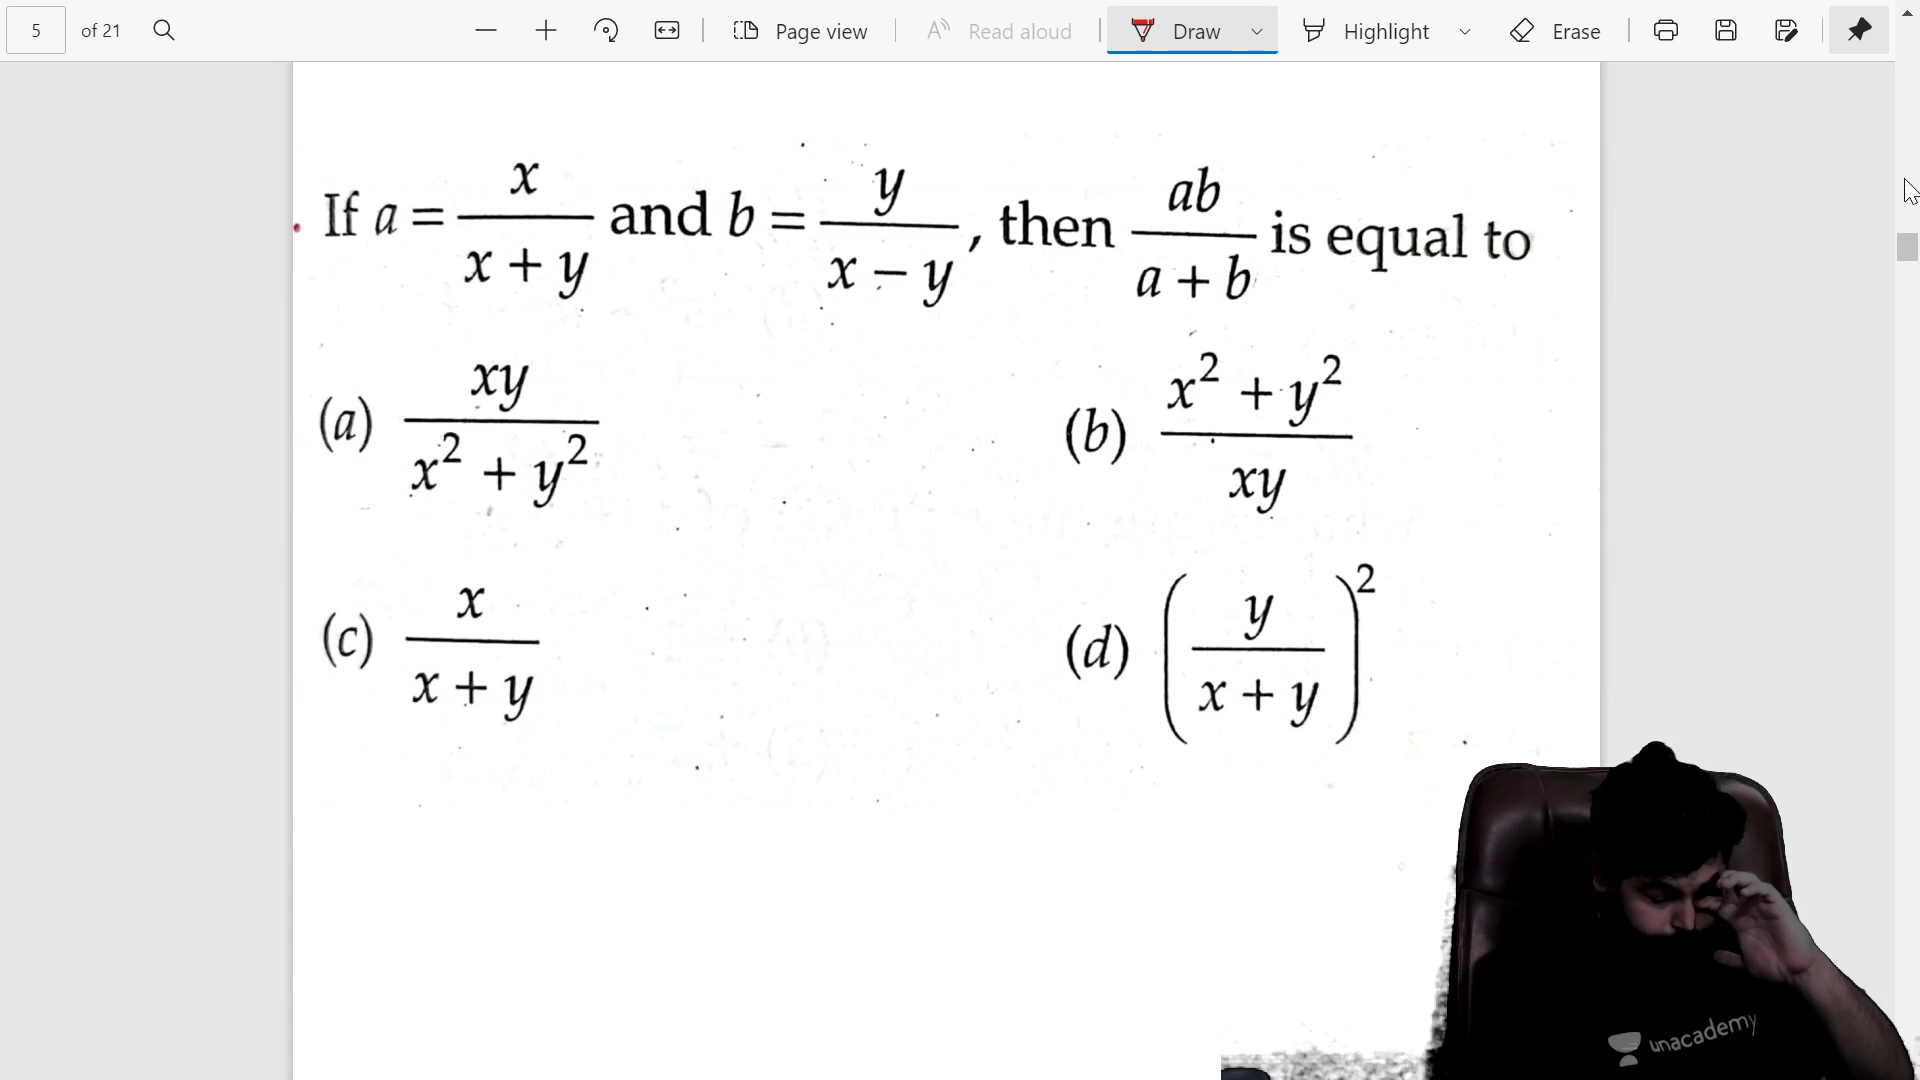 5 of 21 Page view Read aloud Draw Highlight Erase
. If a = x/(x + y) and b = y/(x − y), then ab/(a + b) is equal to
(a) xy/(x² + y²) (b) (x² + y²)/xy
(c) x/(x + y) (d) (y/(x + y))²
unacademy